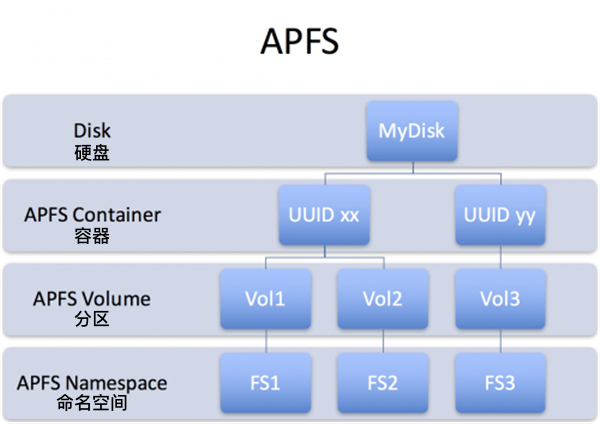 APFS
Disk
硬盘
MyDisk
APFS Container
容器
UUID xx
UUID yy
APFS Volume
分区
Vol1
Vol2
Vol3
APFS Namespace
命名空间
FS1
FS2
FS3